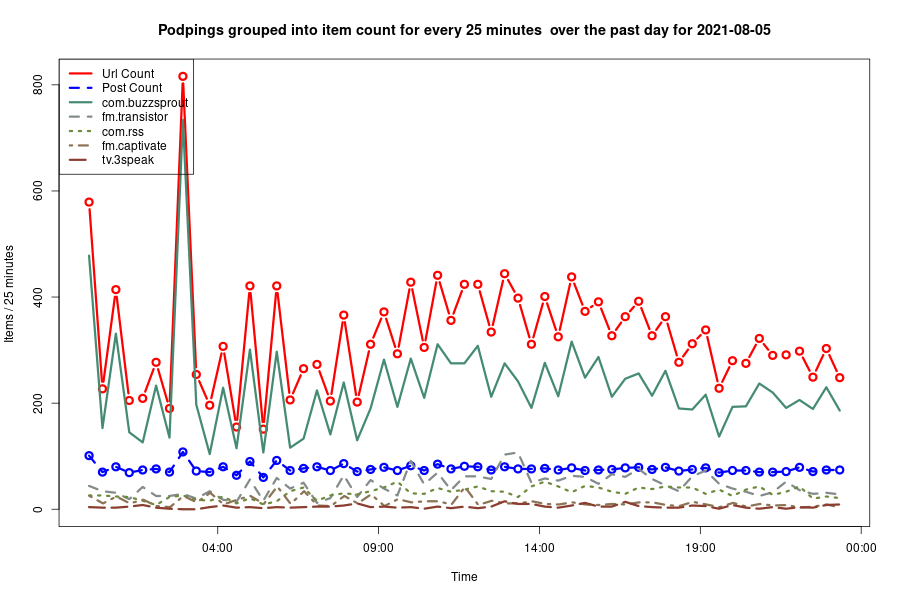 Podpings grouped into item count for every 25 minutes  over the past day for 2021-08-05
Items / 25 minutes
800
600
400
200
0
Url Count
Post Count
com.buzzsprout
fm.transistor
com.rss
fm.captivate
tv.3speak
04:00
09:00
14:00
19:00
00:00
Time